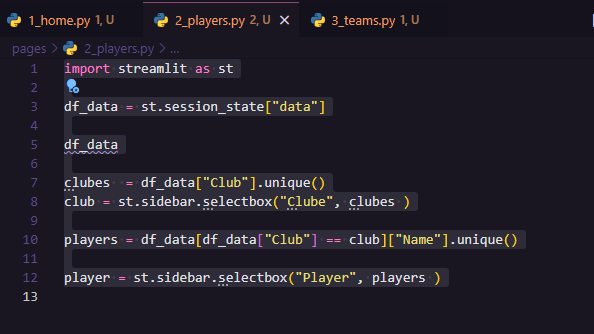 1_home.py 1, U
2_players.py 2, U
3_teams.py 1, U
pages > 2_players.py > ...
1 import streamlit as st
2
3 df_data = st.session_state["data"]
4
5 df_data
6
7 clubes  = df_data["Club"].unique()
8 club = st.sidebar.selectbox("Clube", clubes )
9
10 players = df_data[df_data["Club"] == club]["Name"].unique()
11
12 player = st.sidebar.selectbox("Player", players )
13